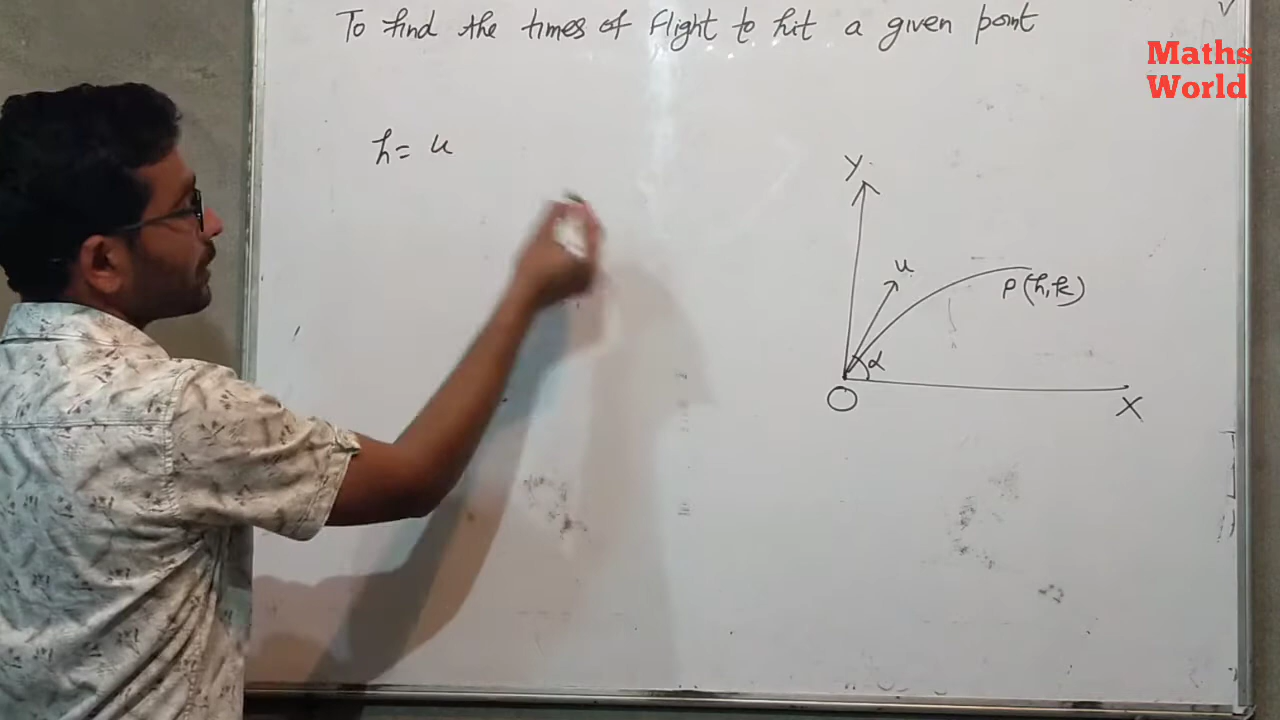 To find the times of flight to hit a given point
Maths
World
h= u
Y
u
P(h,k)
α
O
X